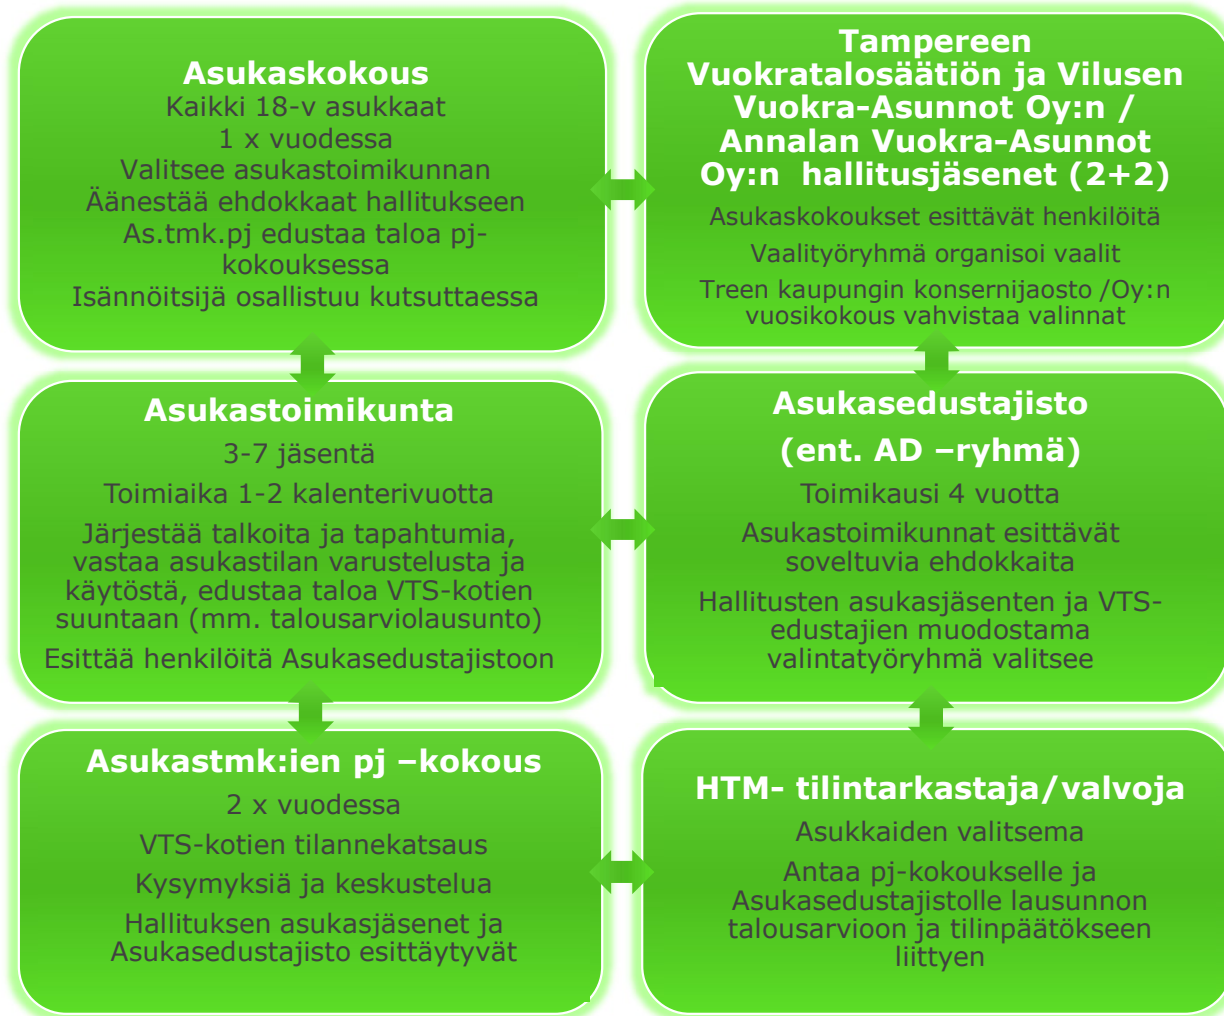 Asukaskokous
Kaikki 18-v asukkaat
1 x vuodessa
Valitsee asukastoimikunnan
Äänestää ehdokkaat hallitukseen
As.tmk.pj edustaa taloa pj-
kokouksessa
Isännöitsijä osallistuu kutsuttaessa
Tampereen
Vuokratalosäätiön ja Vilusen
Vuokra-Asunnot Oy:n /
Annalan Vuokra-Asunnot
Oy:n hallitusjäsenet (2+2)
Asukaskokoukset esittävät henkilöitä
Vaalityöryhmä organisoi vaalit
Treen kaupungin konsernijaosto /Oy:n
vuosikokous vahvistaa valinnat
Asukastoimikunta
3-7 jäsentä
Toimiaika 1-2 kalenterivuotta
Järjestää talkoita ja tapahtumia,
vastaa asukastilan varustelusta ja
käytöstä, edustaa taloa VTS-kotien
suuntaan (mm. talousarviolausunto)
Esittää henkilöitä Asukasedustajistoon
Asukasedustajisto
(ent. AD –ryhmä)
Toimikausi 4 vuotta
Asukastoimikunnat esittävät
soveltuvia ehdokkaita
Hallitusten asukasjäsenten ja VTS-
edustajien muodostama
valintatyöryhmä valitsee
Asukastmk:ien pj –kokous
2 x vuodessa
VTS-kotien tilannekatsaus
Kysymyksiä ja keskustelua
Hallituksen asukasjäsenet ja
Asukasedustajisto esittäytyvät
HTM- tilintarkastaja/valvoja
Asukkaiden valitsema
Antaa pj-kokoukselle ja
Asukasedustajistolle lausunnon
talousarvioon ja tilinpäätökseen
liittyen